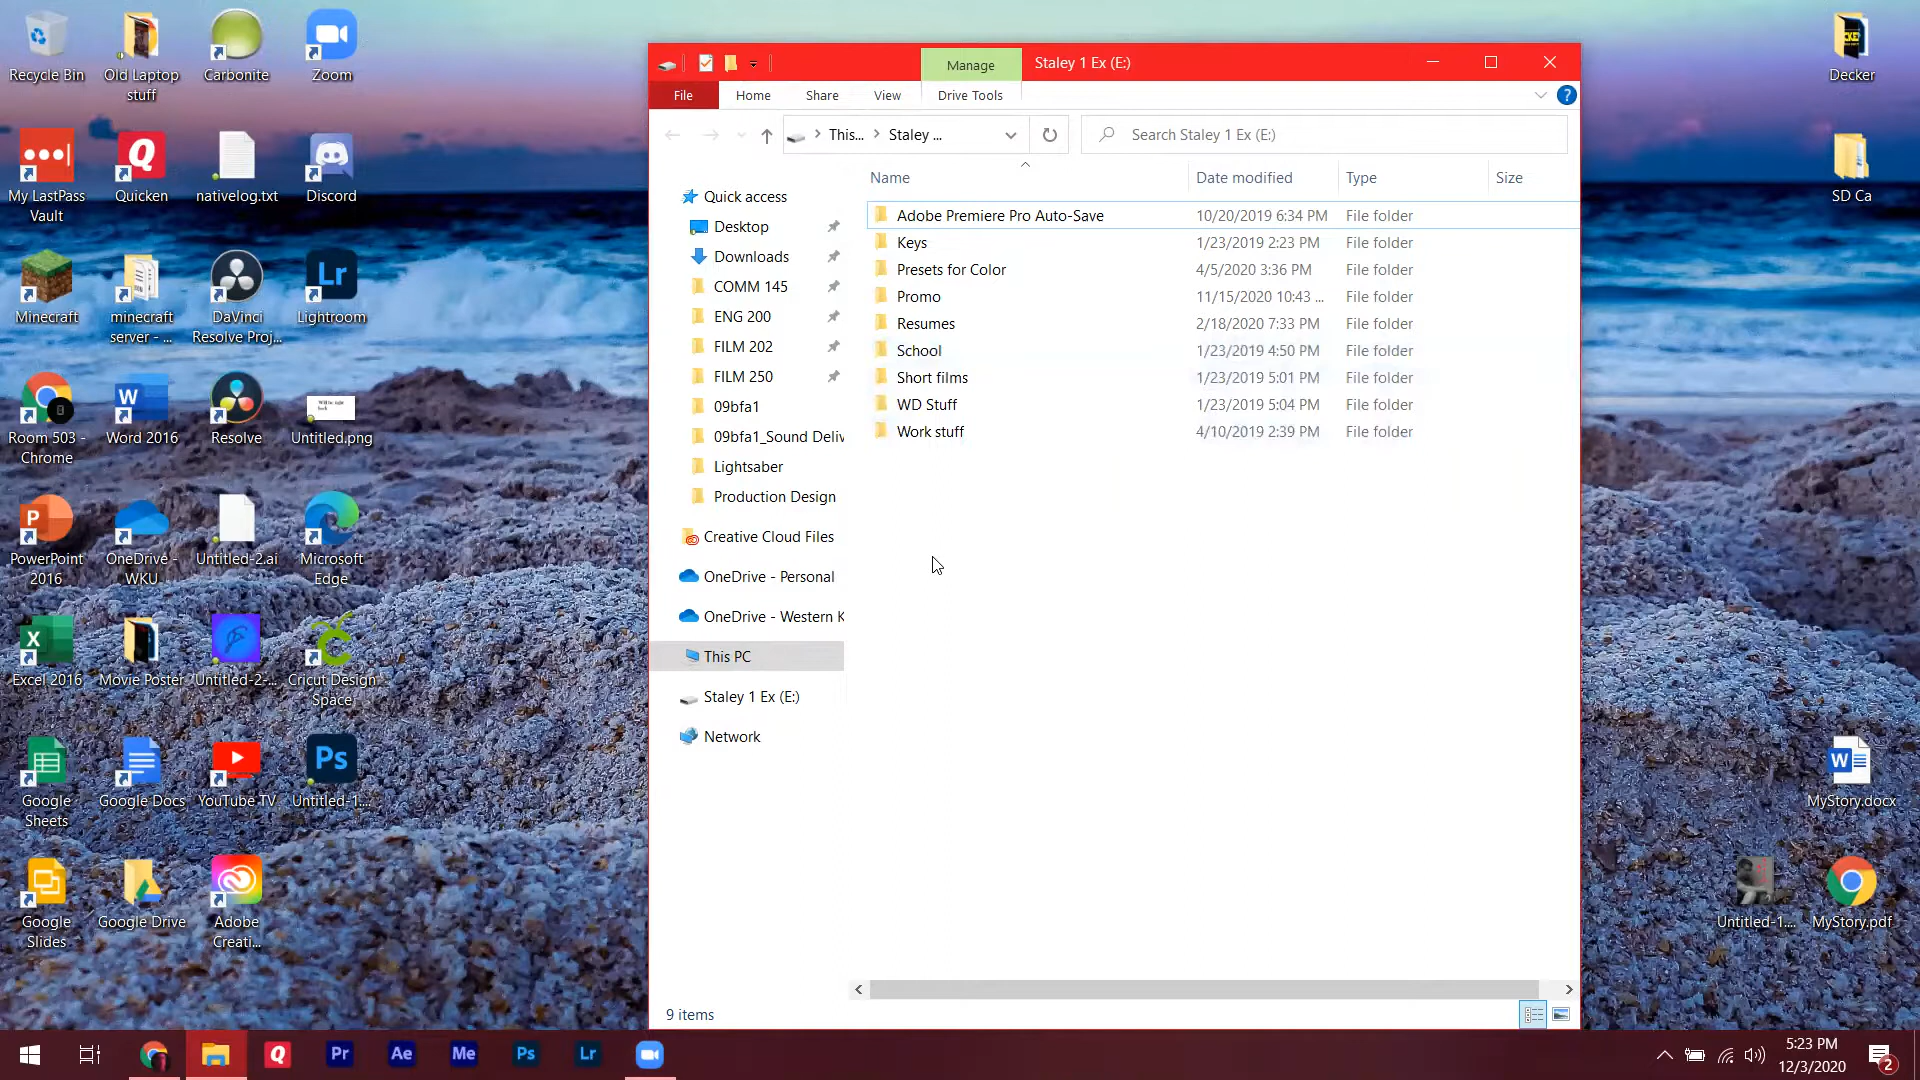 Recycle Bin
Old Laptop
stuff
Carbonite
Zoom
My LastPass
Vault
Quicken
nativelog.txt
Discord
Minecraft
minecraft
server - ...
DaVinci
Resolve Proj...
Lightroom
Room 503 -
Chrome
Word 2016
Resolve
Untitled.png
PowerPoint
2016
OneDrive -
WKU
Untitled-2.ai
Microsoft
Edge
Excel 2016
Movie Poster
Untitled-2-...
Cricut Design
Space
Google
Sheets
Google Docs
YouTube TV
Untitled-1....
Google
Slides
Google Drive
Adobe
Creati...
Manage
Staley 1 Ex (E:)
File
Home
Share
View
Drive Tools
This...
Staley ...
Search Staley 1 Ex (E:)
Quick access
Desktop
Downloads
COMM 145
ENG 200
FILM 202
FILM 250
09bfa1
09bfa1_Sound Deliv
Lightsaber
Production Design
Creative Cloud Files
OneDrive - Personal
OneDrive - Western K
This PC
Staley 1 Ex (E:)
Network
Name Date modified Type Size
Adobe Premiere Pro Auto-Save 10/20/2019 6:34 PM File folder
Keys 1/23/2019 2:23 PM File folder
Presets for Color 4/5/2020 3:36 PM File folder
Promo 11/15/2020 10:43 ... File folder
Resumes 2/18/2020 7:33 PM File folder
School 1/23/2019 4:50 PM File folder
Short films 1/23/2019 5:01 PM File folder
WD Stuff 1/23/2019 5:04 PM File folder
Work stuff 4/10/2019 2:39 PM File folder
9 items
Decker
SD Ca
MyStory.docx
Untitled-1....
MyStory.pdf
Q
Pr
Ae
Me
Ps
Lr
5:23 PM
12/3/2020
2